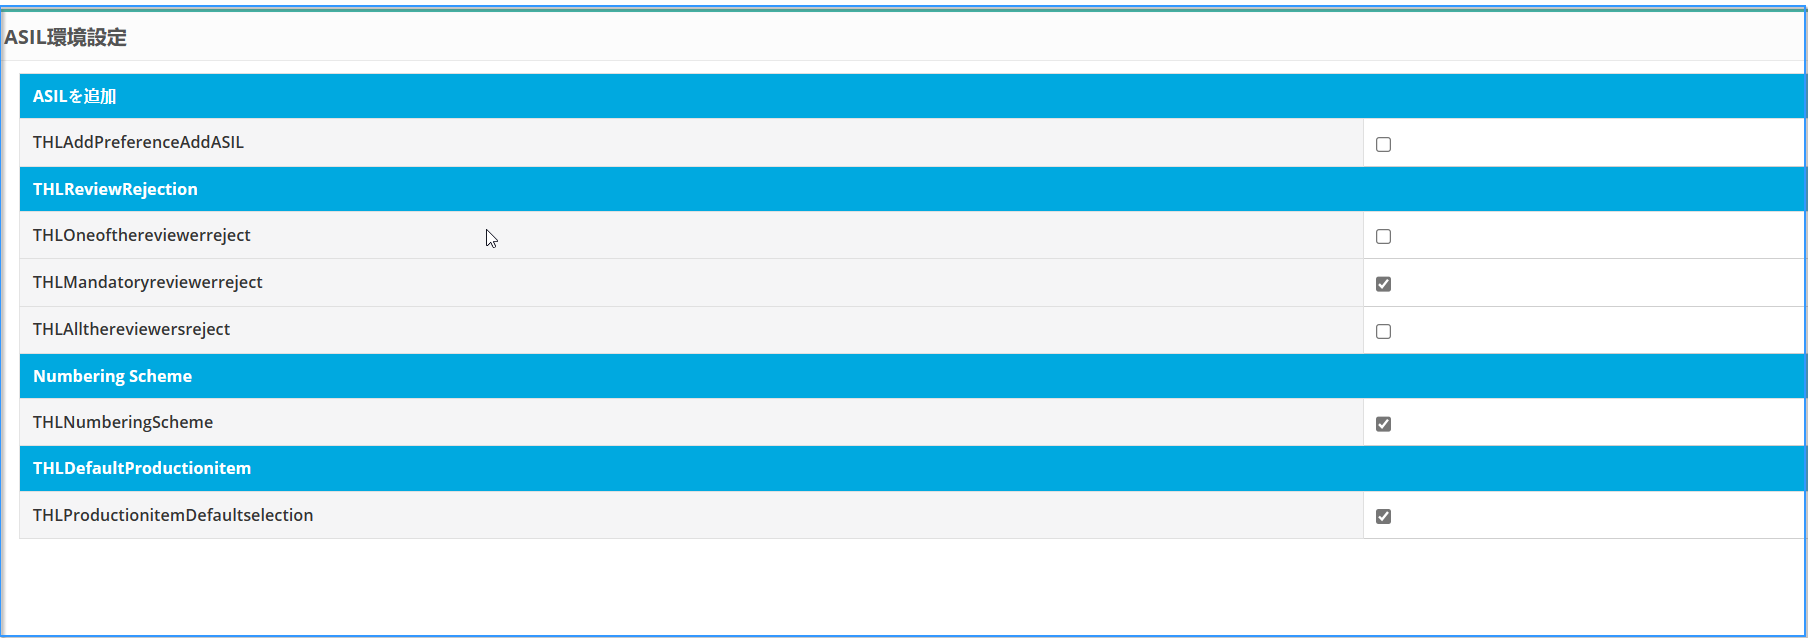 ASIL環境設定
ASILを追加
THLAddPreferenceAddASIL
THLReviewRejection
THLOneofthereviewerreject
THLMandatoryreviewerreject
THLAllthereviewersreject
Numbering Scheme
THLNumberingScheme
THLDefaultProductionitem
THLProductionitemDefaultselection